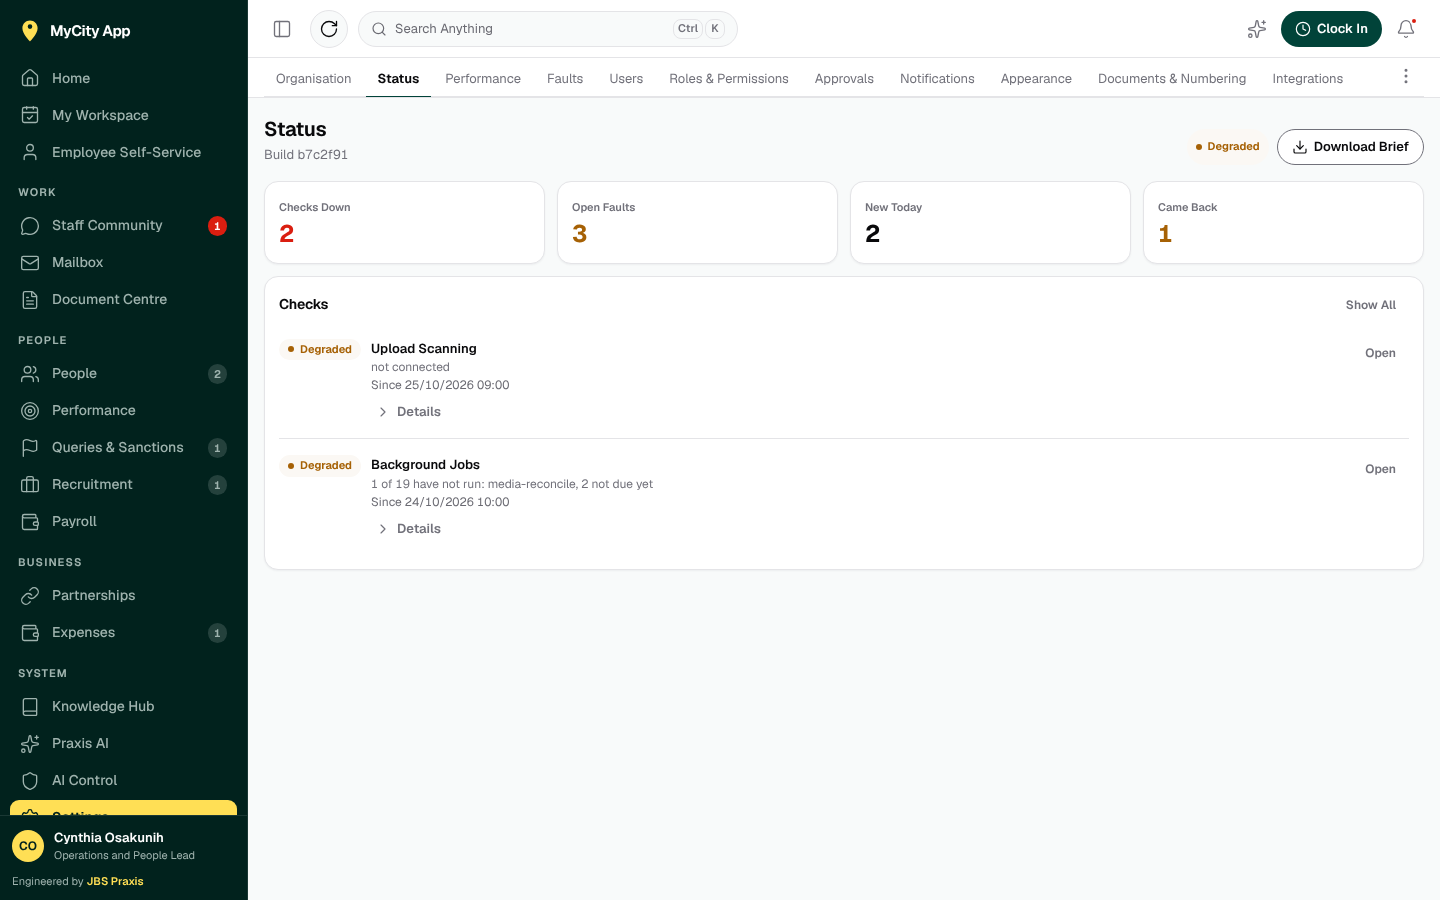 MyCity App
Home
My Workspace
Employee Self-Service
WORK
Staff Community 1
Mailbox
Document Centre
PEOPLE
People 2
Performance
Queries & Sanctions 1
Recruitment 1
Payroll
BUSINESS
Partnerships
Expenses 1
SYSTEM
Knowledge Hub
Praxis AI
AI Control
Settings
CO
Cynthia Osakunih
Operations and People Lead
Engineered by JBS Praxis
Search Anything Ctrl K
Clock In
Organisation Status Performance Faults Users Roles & Permissions Approvals Notifications Appearance Documents & Numbering Integrations
Status
Build b7c2f91
Degraded
Download Brief
Checks Down
2
Open Faults
3
New Today
2
Came Back
1
Checks
Show All
Degraded
Upload Scanning
not connected
Since 25/10/2026 09:00
Details
Open
Degraded
Background Jobs
1 of 19 have not run: media-reconcile, 2 not due yet
Since 24/10/2026 10:00
Details
Open